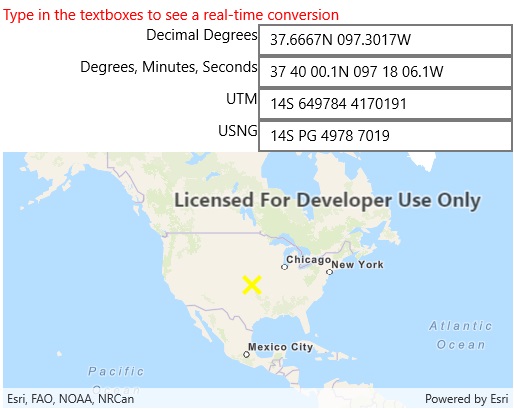 Type in the textboxes to see a real-time conversion
Decimal Degrees 37.6667N 097.3017W
Degrees, Minutes, Seconds 37 40 00.1N 097 18 06.1W
UTM 14S 649784 4170191
USNG 14S PG 4978 7019
Licensed For Developer Use Only
Chicago
New York
Atlantic
Ocean
Mexico City
Pacific
Ocean
Esri, FAO, NOAA, NRCan Powered by Esri